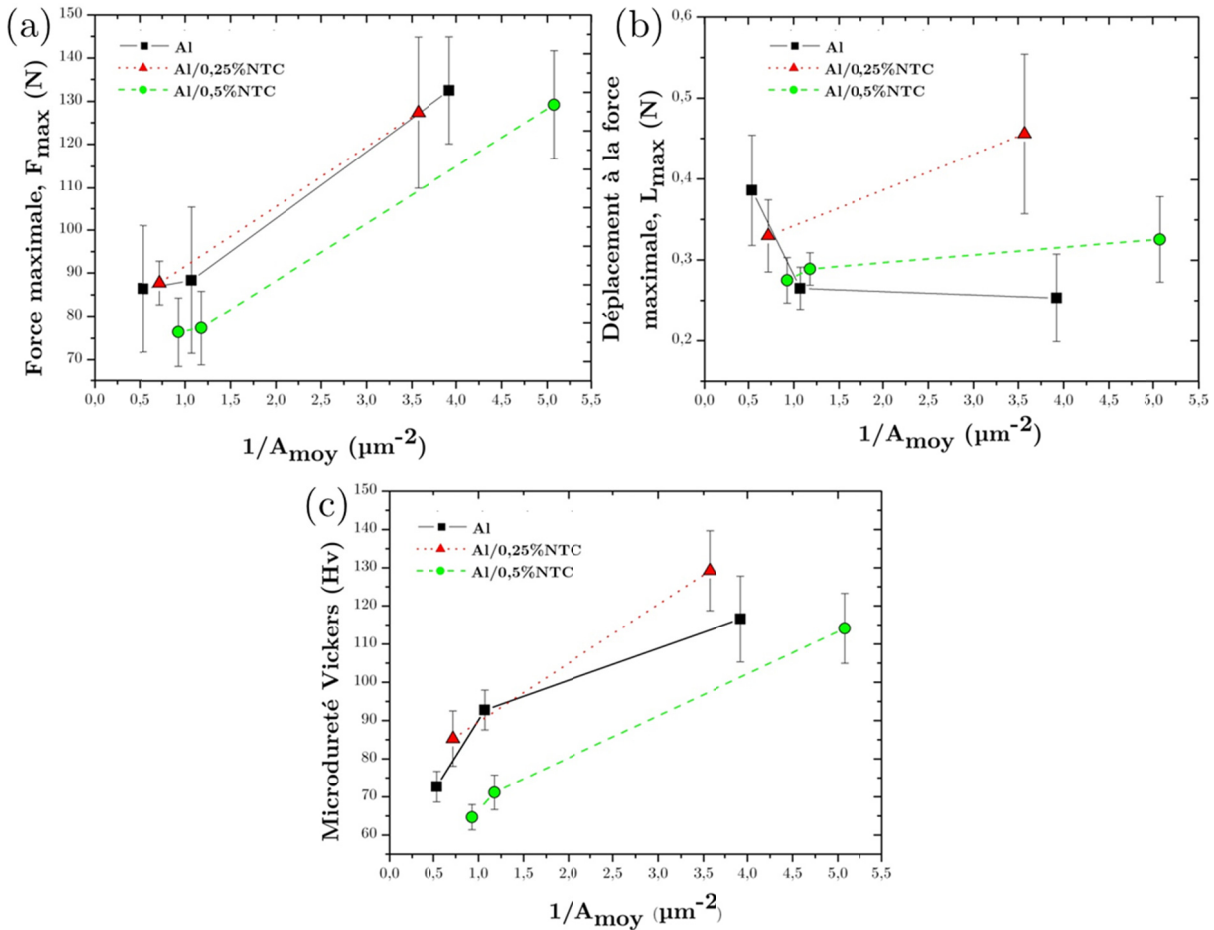 (a)
Force maximale, Fmax (N)
150
140
130
120
110
100
90
80
70
Al
Al/0,25%NTC
Al/0,5%NTC
0,0 0,5 1,0 1,5 2,0 2,5 3,0 3,5 4,0 4,5 5,0 5,5
1/Amoy (µm-2)
(b)
Déplacement à la force
maximale, Lmax (N)
0,6
0,5
0,4
0,3
0,2
Al
Al/0,25%NTC
Al/0,5%NTC
0,0 0,5 1,0 1,5 2,0 2,5 3,0 3,5 4,0 4,5 5,0 5,5
1/Amoy (µm-2)
(c)
Microdureté Vickers (Hv)
150
140
130
120
110
100
90
80
70
60
Al
Al/0,25%NTC
Al/0,5%NTC
0,0 0,5 1,0 1,5 2,0 2,5 3,0 3,5 4,0 4,5 5,0 5,5
1/Amoy (µm-2)